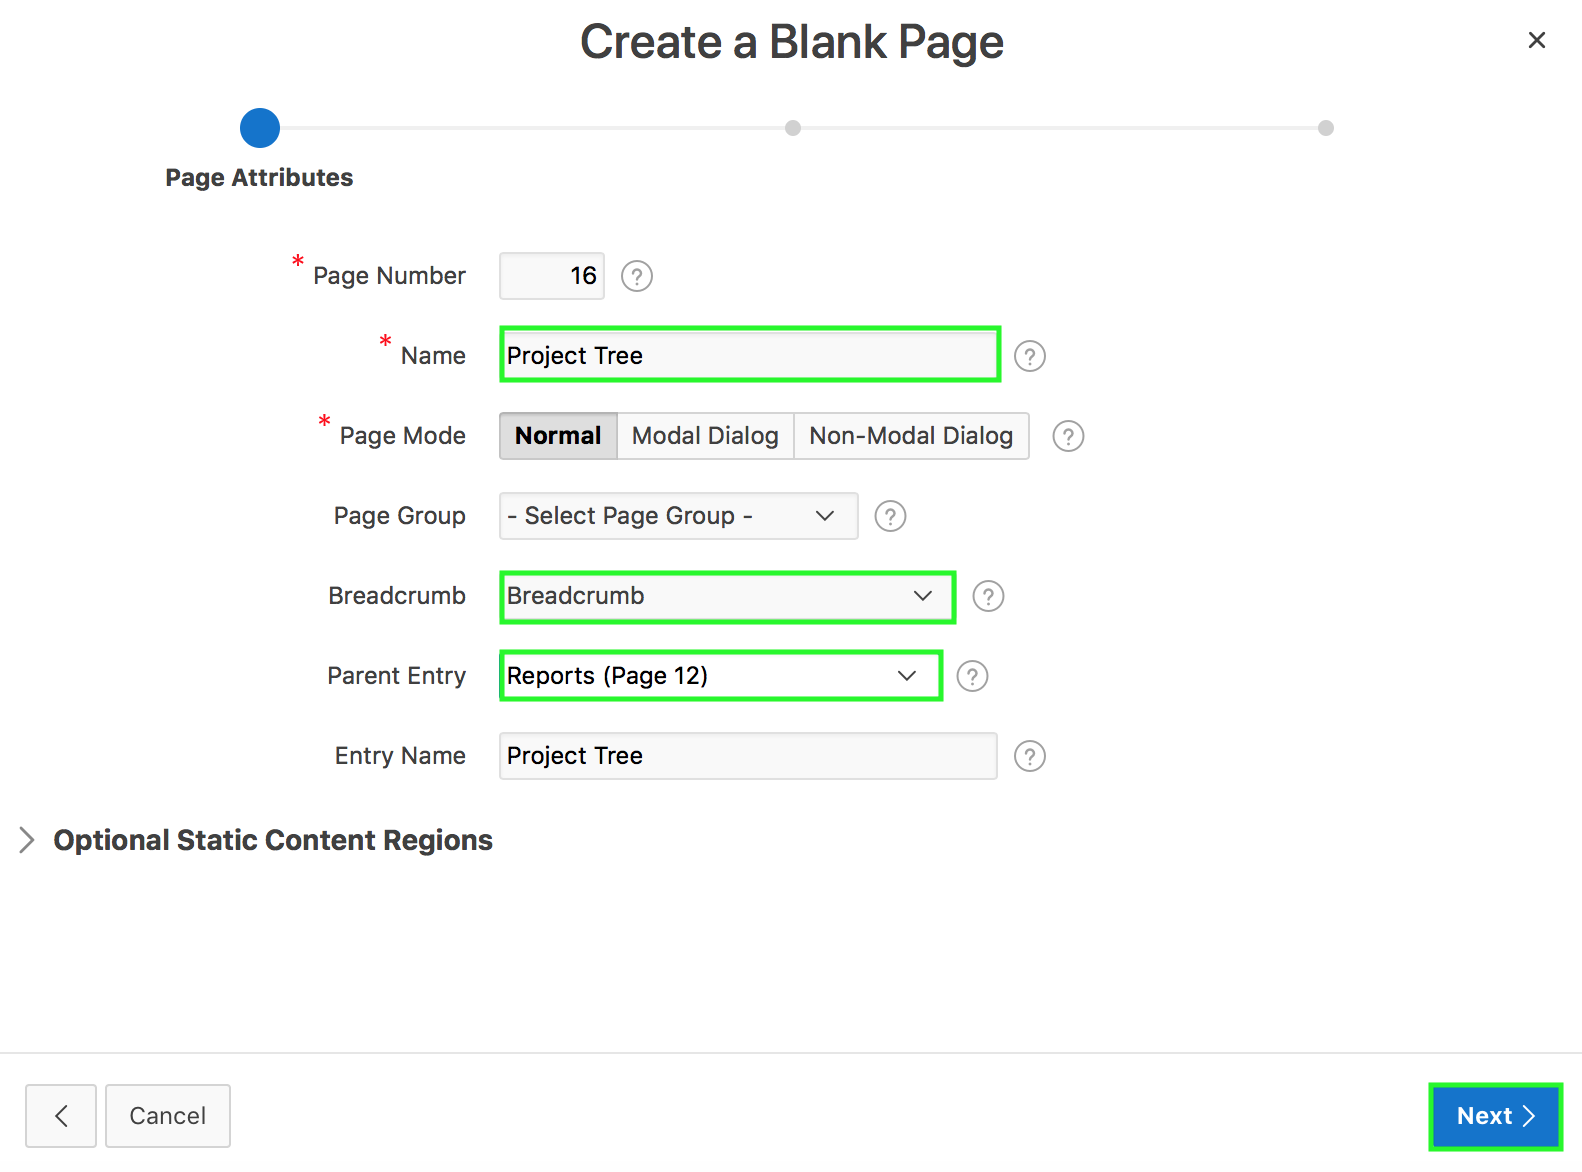 Create a Blank Page
Page Attributes
* Page Number 16 ?
* Name Project Tree ?
* Page Mode Normal Modal Dialog Non-Modal Dialog ?
Page Group - Select Page Group - ?
Breadcrumb Breadcrumb ?
Parent Entry Reports (Page 12) ?
Entry Name Project Tree ?
Optional Static Content Regions
Cancel Next